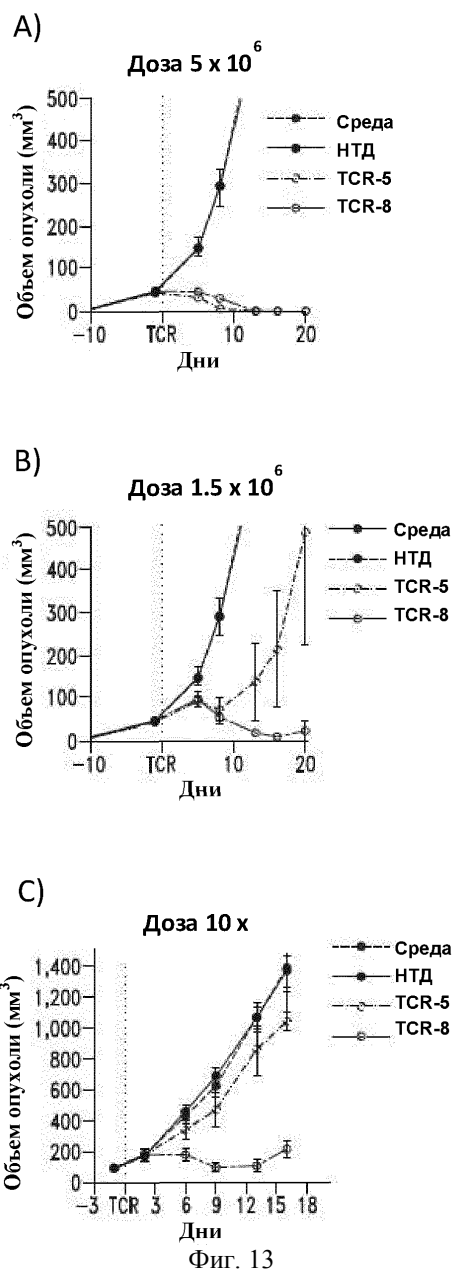 A)
Доза 5 x 10⁶
Объем опухоли (мм³)
500
400
300
200
100
0
−10
TCR
10
20
Дни
Среда
НТД
TCR-5
TCR-8
B)
Доза 1.5 x 10⁶
Объем опухоли (мм³)
500
400
300
200
100
0
−10
TCR
10
20
Дни
Среда
НТД
TCR-5
TCR-8
C)
Доза 10 x
Объем опухоли (мм³)
1,400
1,200
1,000
800
600
400
200
0
−3
TCR
3
6
9
12
15
18
Дни
Среда
НТД
TCR-5
TCR-8
Фиг. 13